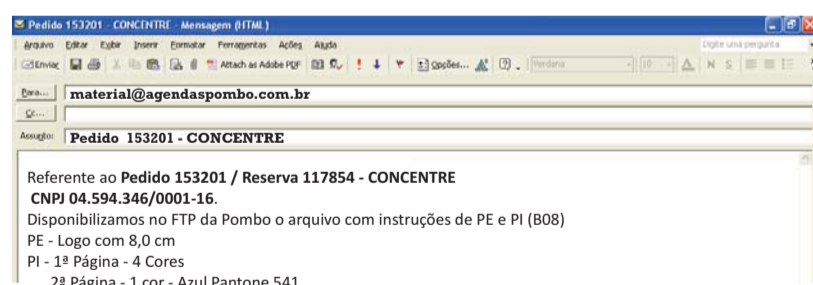 Pedido 153201 - CONCENTRE - Mensagem (HTML)
Arquivo Editar Exibir Inserir Formatar Ferramentas Ações Ajuda
Digite uma pergunta
Enviar Attach as Adobe PDF Opções... Verdana 10 A N S
Para... material@agendaspombo.com.br
Cc...
Assunto: Pedido 153201 - CONCENTRE
Referente ao Pedido 153201 / Reserva 117854 - CONCENTRE
CNPJ 04.594.346/0001-16.
Disponibilizamos no FTP da Pombo o arquivo com instruções de PE e PI (B08)
PE - Logo com 8,0 cm
PI - 1ª Página - 4 Cores
2ª Página - 1 cor - Azul Pantone 541